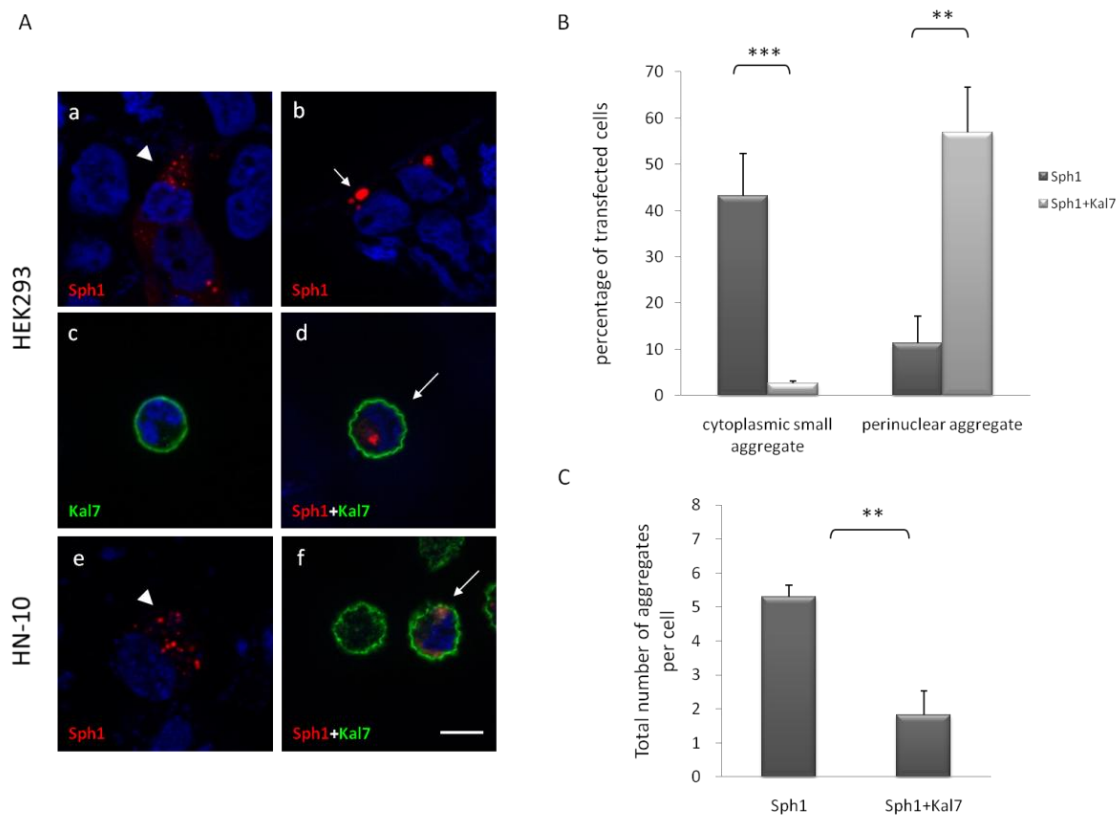 A
HEK293
HN-10
a
Sph1
b
Sph1
c
Kal7
d
Sph1+Kal7
e
Sph1
f
Sph1+Kal7
B
percentage of transfected cells
70
60
50
40
30
20
10
0
***
**
cytoplasmic small
aggregate
perinuclear aggregate
Sph1
Sph1+Kal7
C
Total number of aggregates
per cell
8
7
6
5
4
3
2
1
0
**
Sph1
Sph1+Kal7